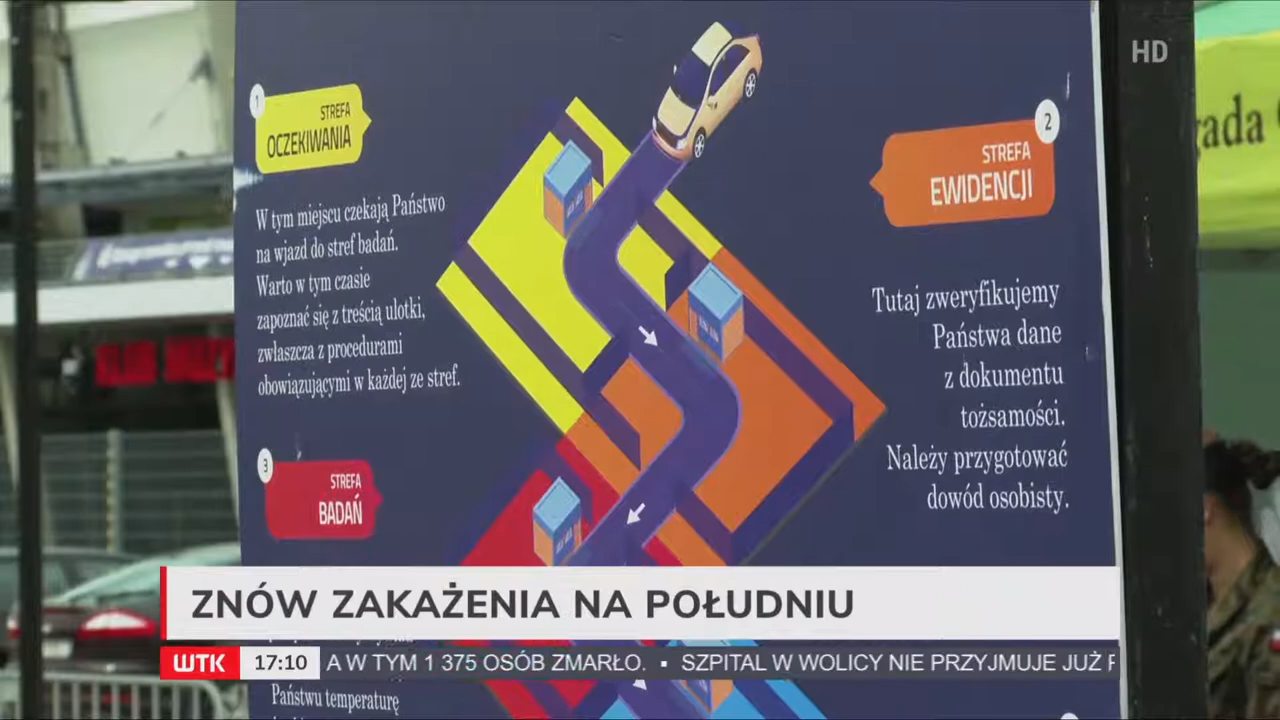 HD
1
STREFA
OCZEKIWANIA
W tym miejscu czekają Państwo
na wjazd do stref badań.
Warto w tym czasie
zapoznać się z treścią ulotki,
zwłaszcza z procedurami
obowiązującymi w każdej ze stref.
2
STREFA
EWIDENCJI
Tutaj zweryfikujemy
Państwa dane
z dokumentu
tożsamości.
Należy przygotować
dowód osobisty.
3
STREFA
BADAŃ
ZNÓW ZAKAŻENIA NA POŁUDNIU
WTK 17:10 A W TYM 1 375 OSÓB ZMARŁO. ▪ SZPITAL W WOLICY NIE PRZYJMUJE JUŻ
Państwu temperaturę